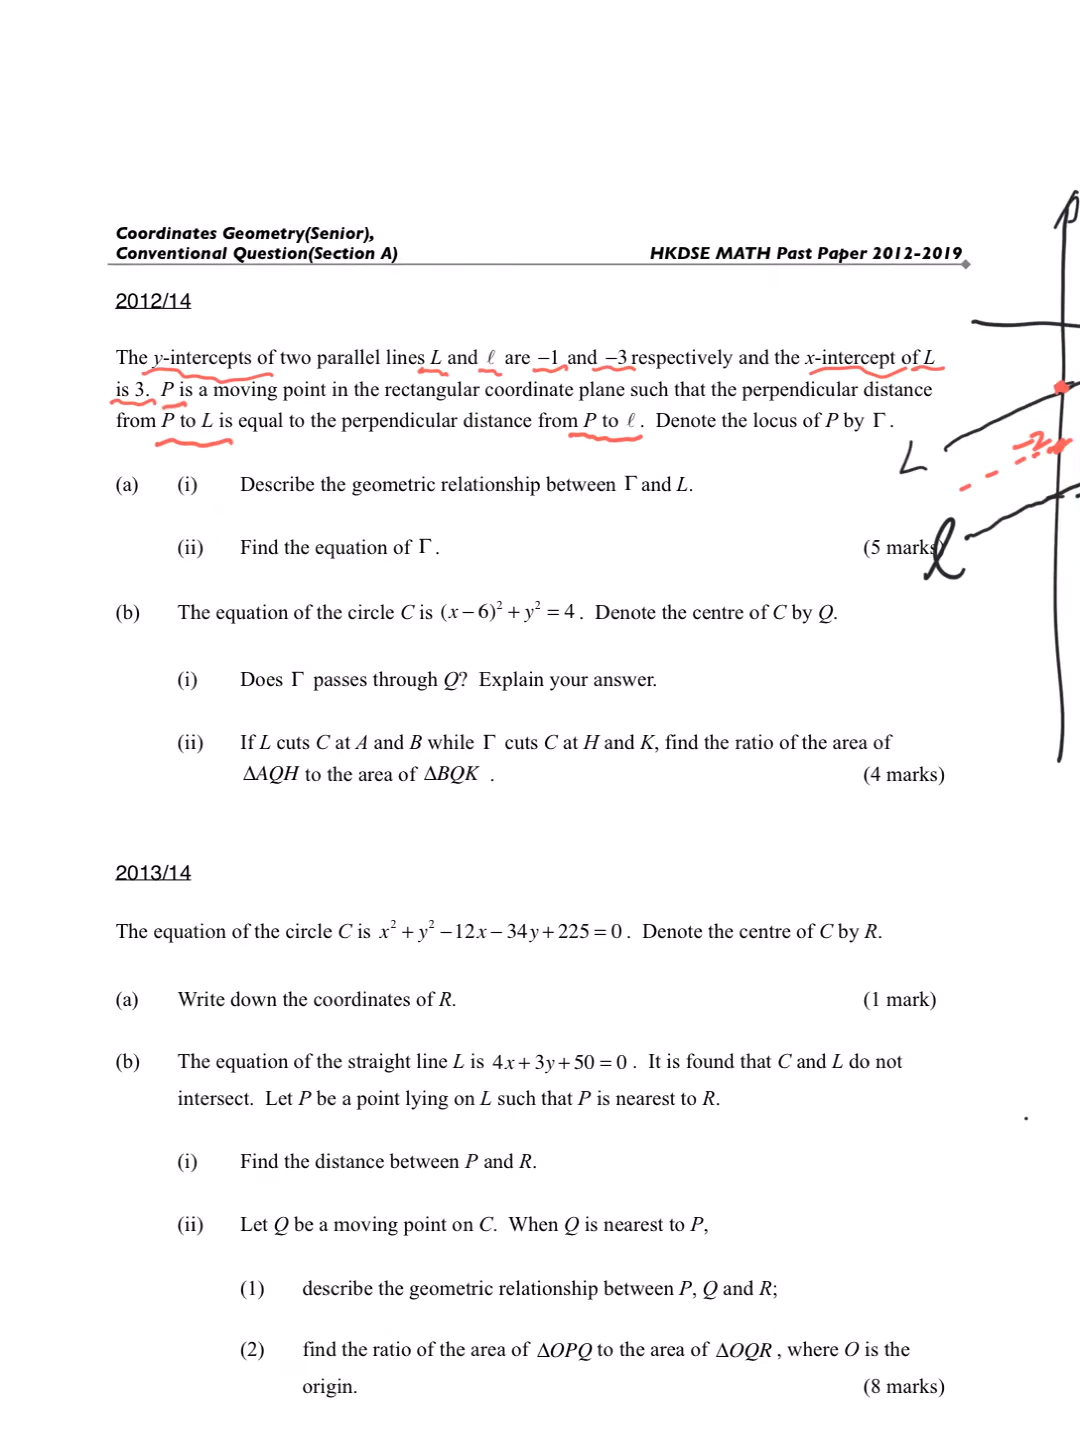 Coordinates Geometry(Senior),
Conventional Question(Section A) HKDSE MATH Past Paper 2012-2019
2012/14
The y-intercepts of two parallel lines L and ℓ are −1 and −3 respectively and the x-intercept of L
is 3. P is a moving point in the rectangular coordinate plane such that the perpendicular distance
from P to L is equal to the perpendicular distance from P to ℓ. Denote the locus of P by Γ.
L
-2
(a) (i) Describe the geometric relationship between Γ and L.
(ii) Find the equation of Γ. (5 marks)
ℓ
(b) The equation of the circle C is (x−6)² + y² = 4. Denote the centre of C by Q.
(i) Does Γ passes through Q? Explain your answer.
(ii) If L cuts C at A and B while Γ cuts C at H and K, find the ratio of the area of
ΔAQH to the area of ΔBQK . (4 marks)
2013/14
The equation of the circle C is x² + y² −12x − 34y + 225 = 0. Denote the centre of C by R.
(a) Write down the coordinates of R. (1 mark)
(b) The equation of the straight line L is 4x + 3y + 50 = 0. It is found that C and L do not
intersect. Let P be a point lying on L such that P is nearest to R.
(i) Find the distance between P and R.
(ii) Let Q be a moving point on C. When Q is nearest to P,
(1) describe the geometric relationship between P, Q and R;
(2) find the ratio of the area of ΔOPQ to the area of ΔOQR , where O is the
origin. (8 marks)